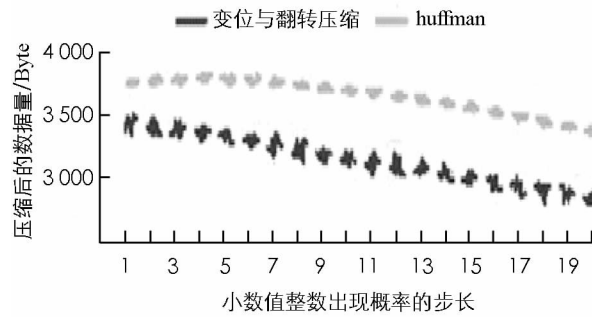 变位与翻转压缩 huffman
压缩后的数据量/Byte
4 000
3 500
3 000
1 3 5 7 9 11 13 15 17 19
小数值整数出现概率的步长